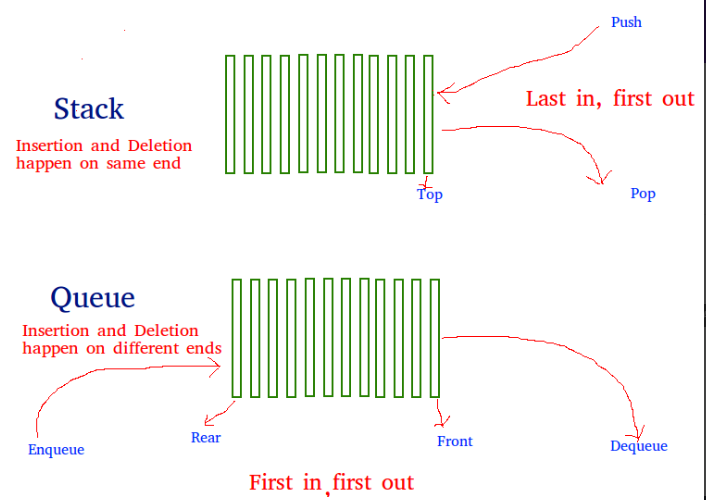 Push
Last in, first out
Stack
Insertion and Deletion
happen on same end
Top
Pop
Queue
Insertion and Deletion
happen on different ends
Rear
Front
Enqueue
Dequeue
First in,first out